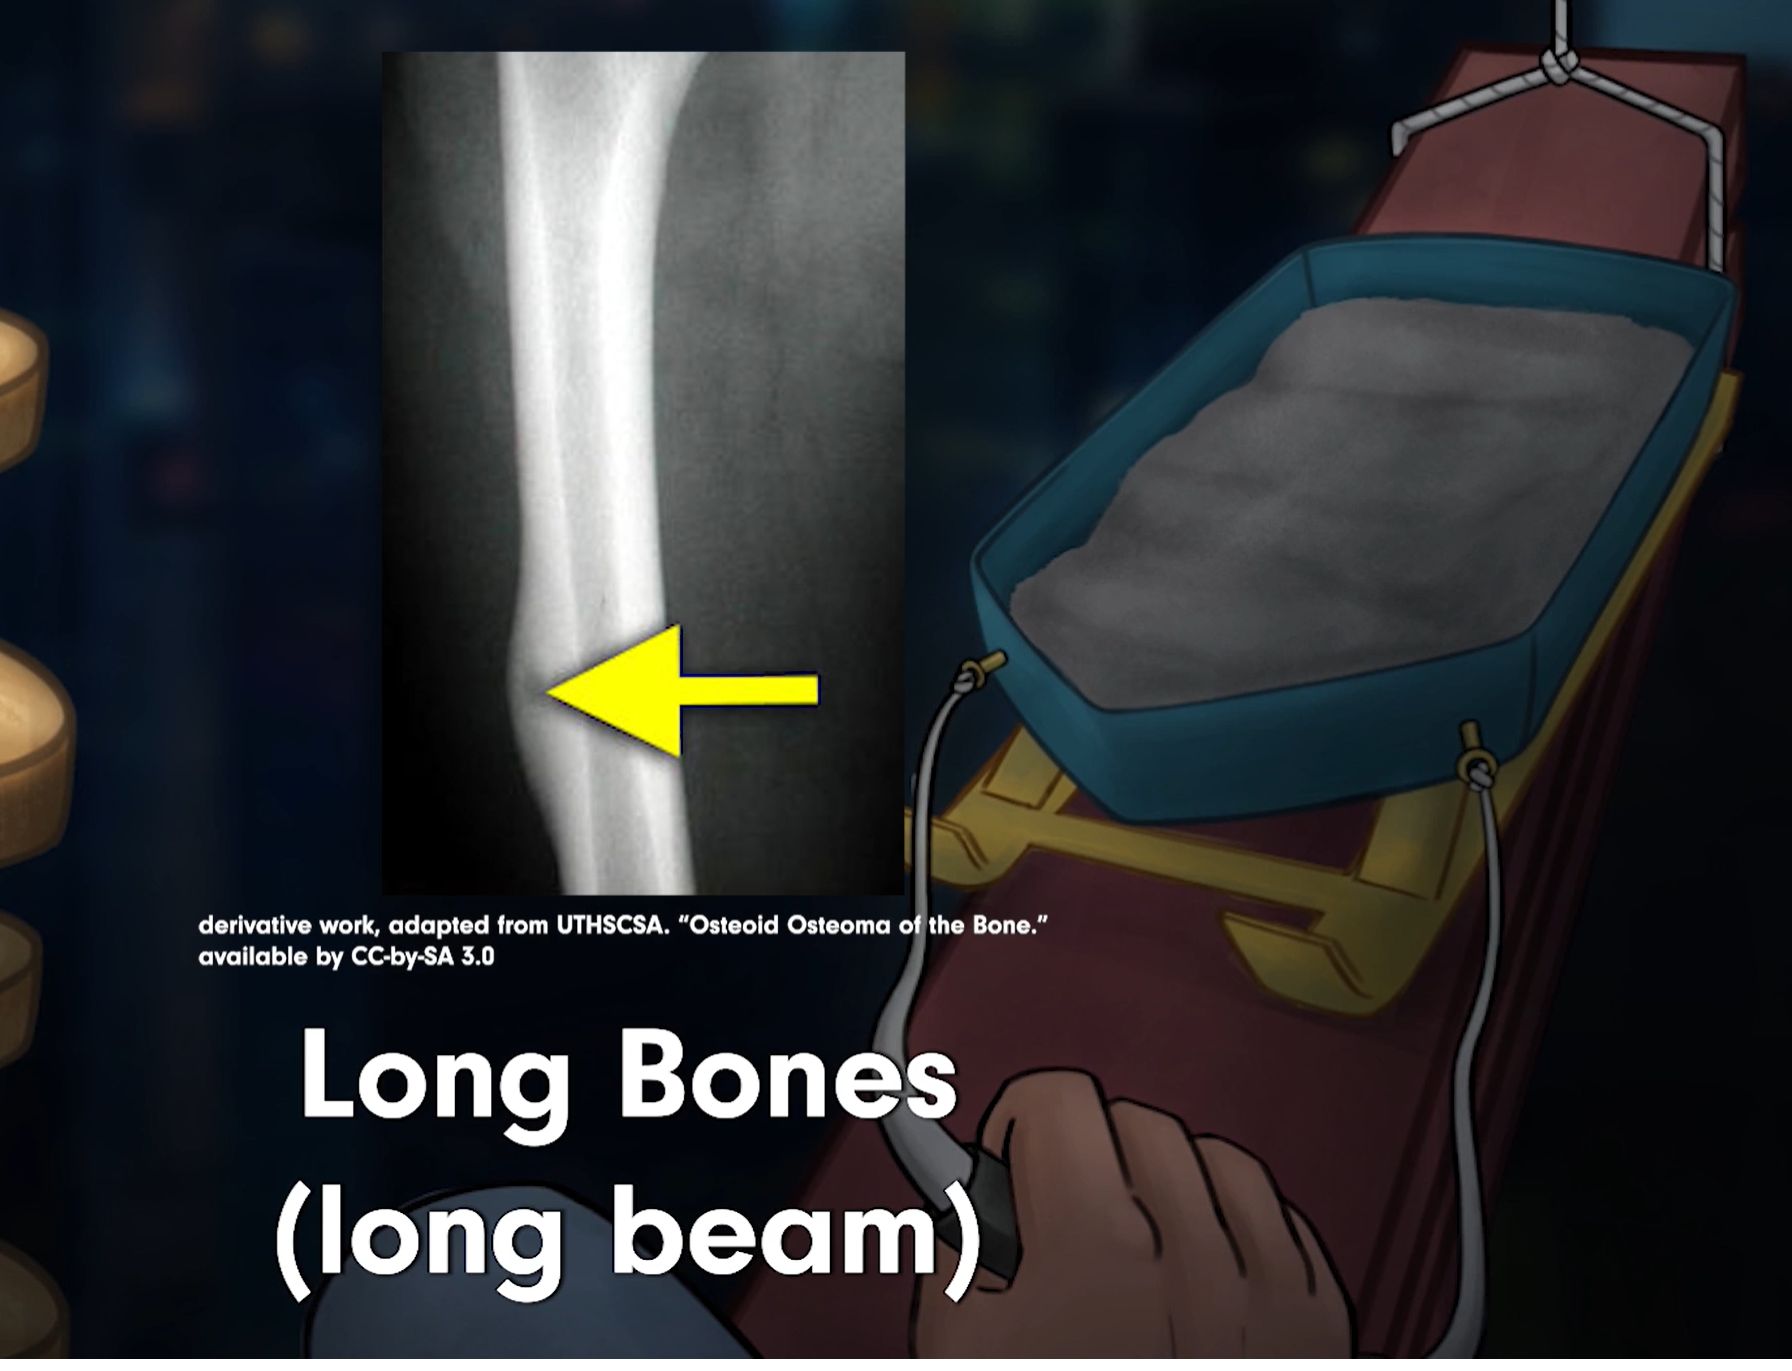 derivative work, adapted from UTHSCSA. “Osteoid Osteoma of the Bone.”
available by CC-by-SA 3.0
Long Bones
(long beam)